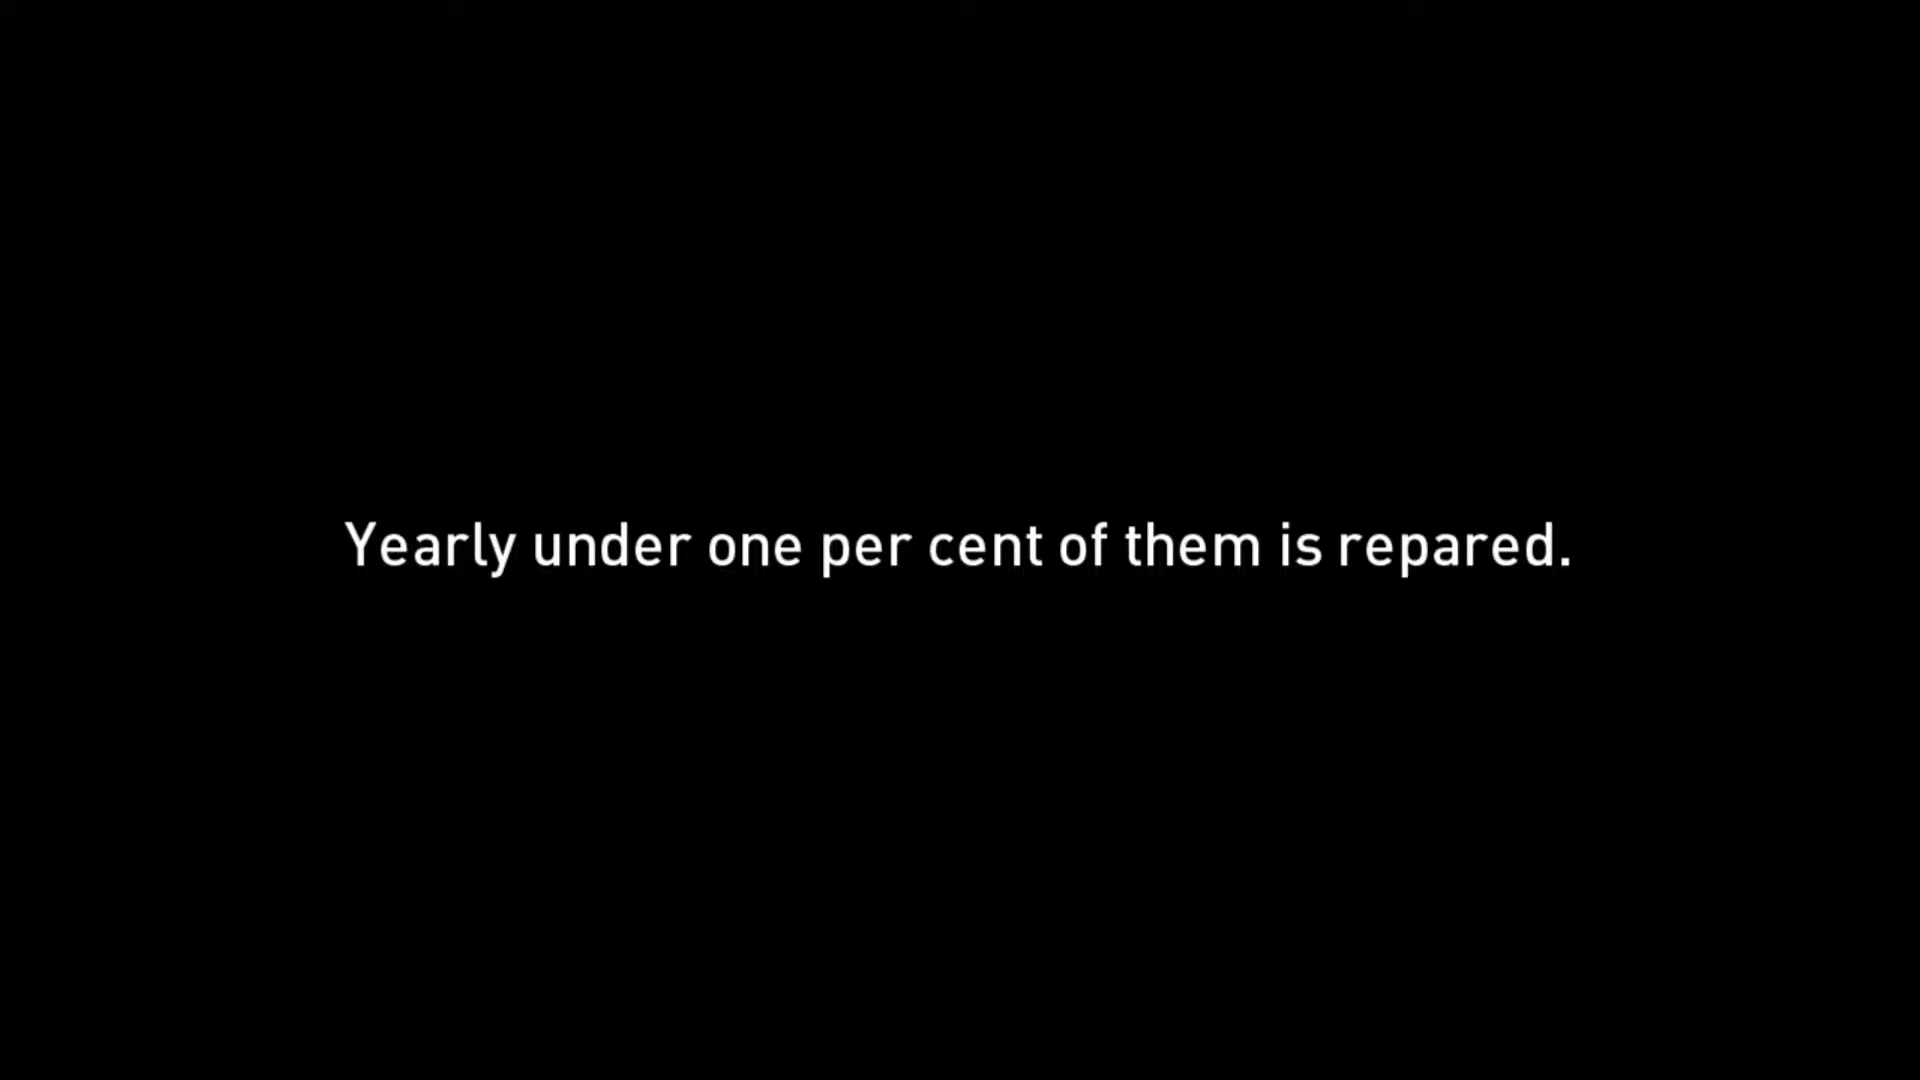 Yearly under one per cent of them is repared.